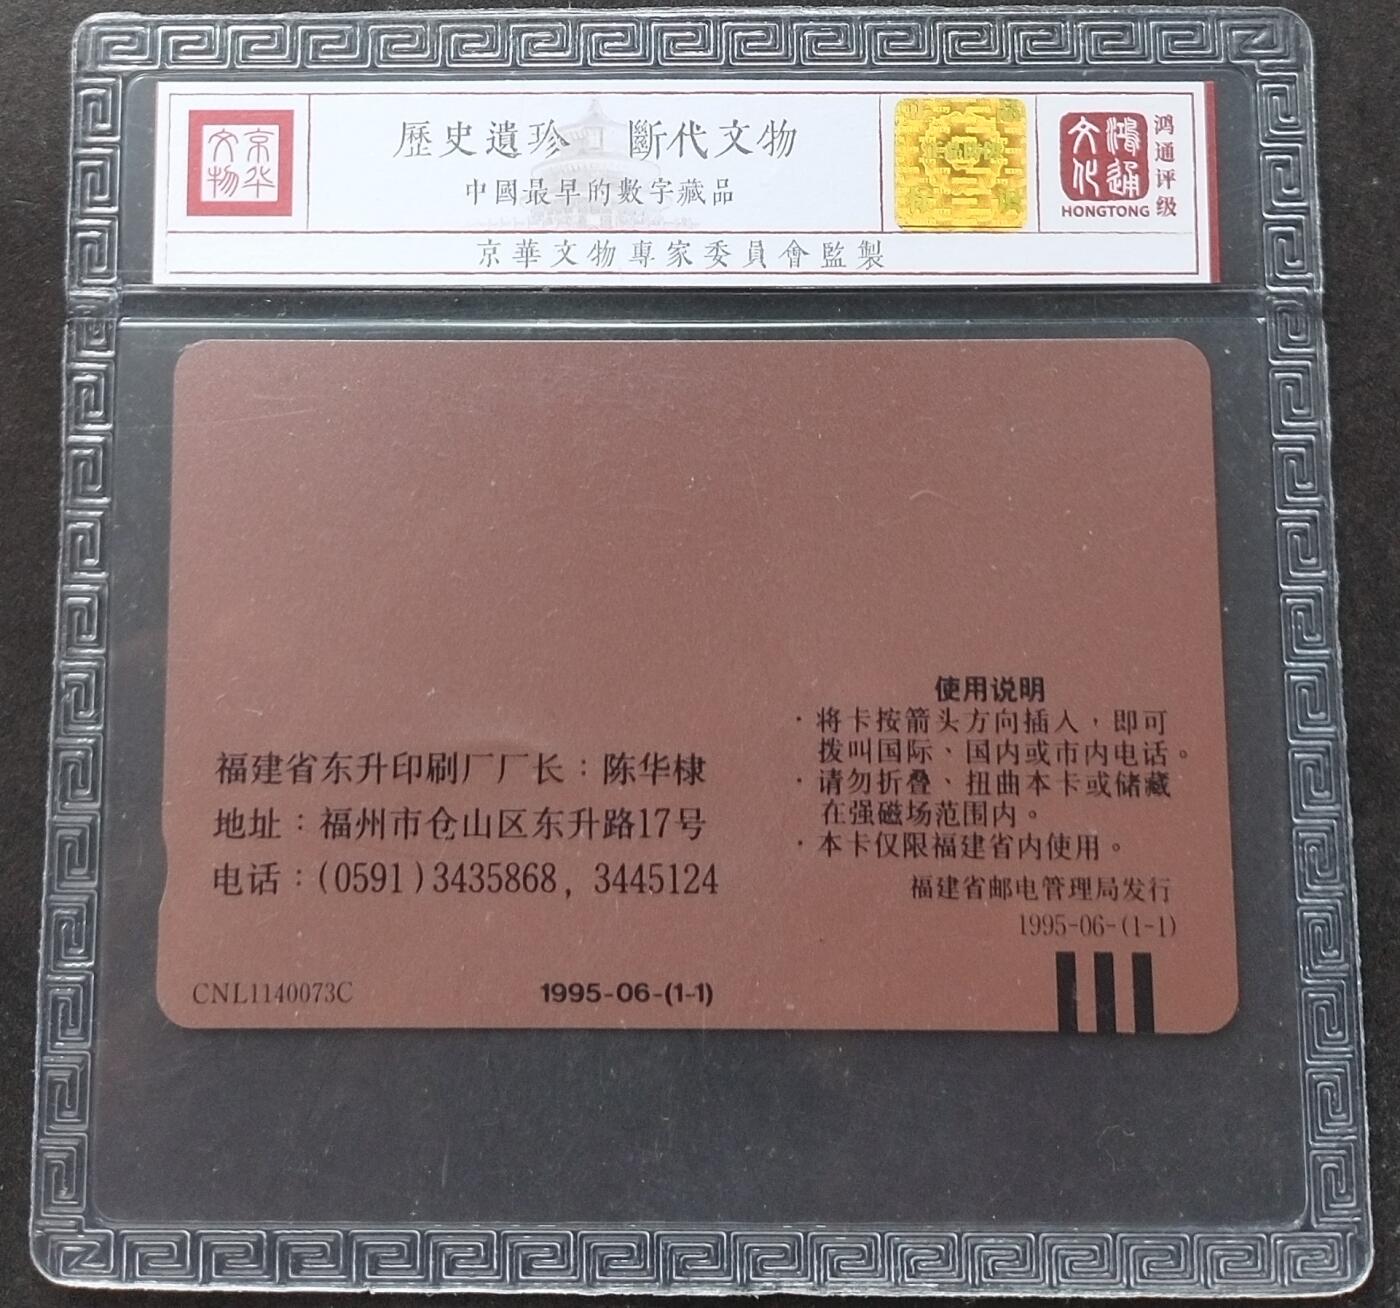 京华
文物
歷史遺珍 斷代文物
中國最早的數字藏品
京華文物專家委員會監製
鸿通
文化
HONGTONG
鸿通评级
使用说明
·将卡按箭头方向插入，即可
拨叫国际、国内或市内电话。
·请勿折叠、扭曲本卡或储藏
在强磁场范围内。
·本卡仅限福建省内使用。
福建省邮电管理局发行
1995-06-(1-1)
福建省东升印刷厂厂长：陈华棣
地址：福州市仓山区东升路17号
电话：(0591)3435868, 3445124
CNL1140073C
1995-06-(1-1)